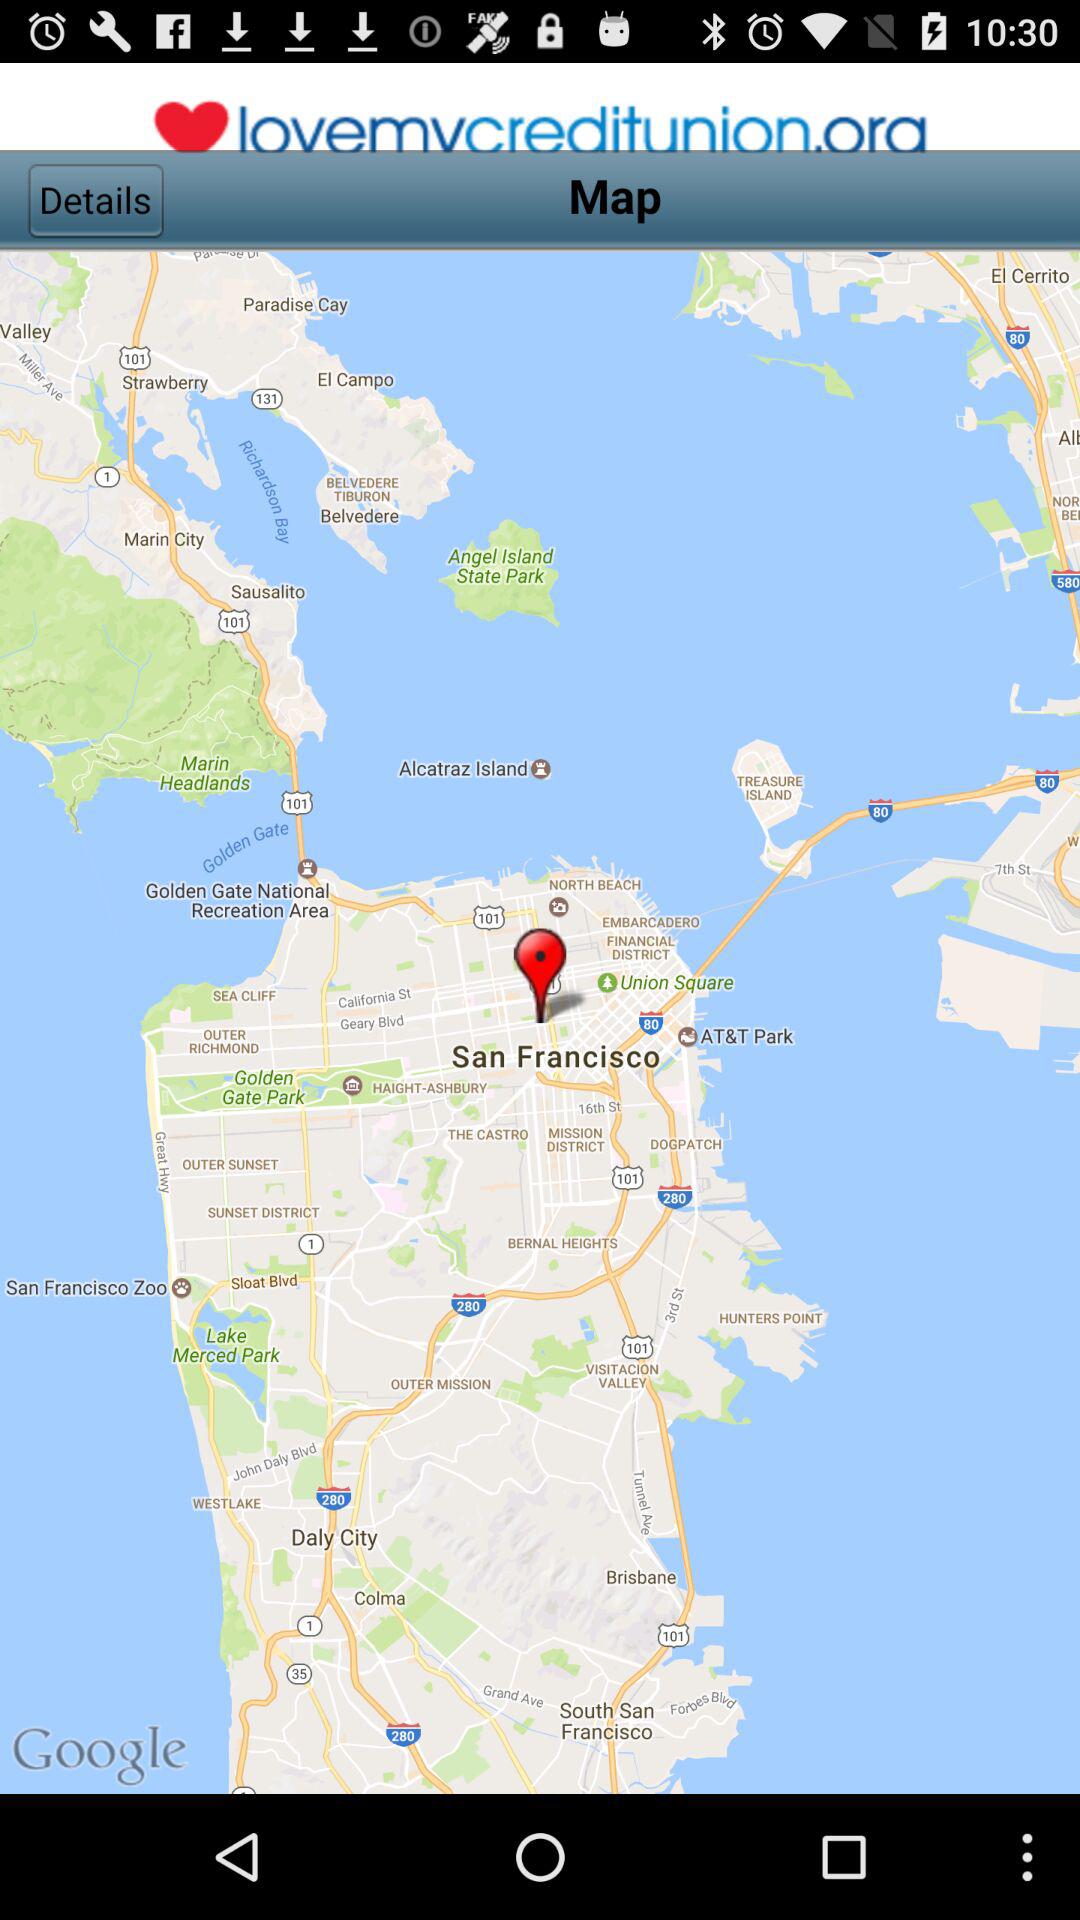 FAKE
10:30
lovemycreditunion.org
Details
Map
Paradise Dr
El Cerrito
Paradise Cay
Valley
80
101
Miller Ave
Strawberry
El Campo
131
Richardson Bay
1
BELVEDERE
TIBURON
Belvedere
Marin City
Angel Island
State Park
580
Sausalito
101
Marin
Headlands
Alcatraz Island
TREASURE
ISLAND
80
80
101
Golden Gate
7th St
Golden Gate National
Recreation Area
NORTH BEACH
101
EMBARCADERO
FINANCIAL
DISTRICT
Union Square
SEA CLIFF
California St
Geary Blvd
80
AT&T Park
OUTER
RICHMOND
San Francisco
Golden
Gate Park
HAIGHT-ASHBURY
16th St
THE CASTRO
MISSION
DISTRICT
DOGPATCH
Great Hwy
OUTER SUNSET
101
280
SUNSET DISTRICT
1
BERNAL HEIGHTS
San Francisco Zoo
Sloat Blvd
280
3rd St
HUNTERS POINT
Lake
Merced Park
101
VISITACION
VALLEY
OUTER MISSION
John Daly Blvd
WESTLAKE
280
Tunnel Ave
Daly City
Brisbane
Colma
1
101
35
Grand Ave
South San
Francisco
Forbes Blvd
280
Google